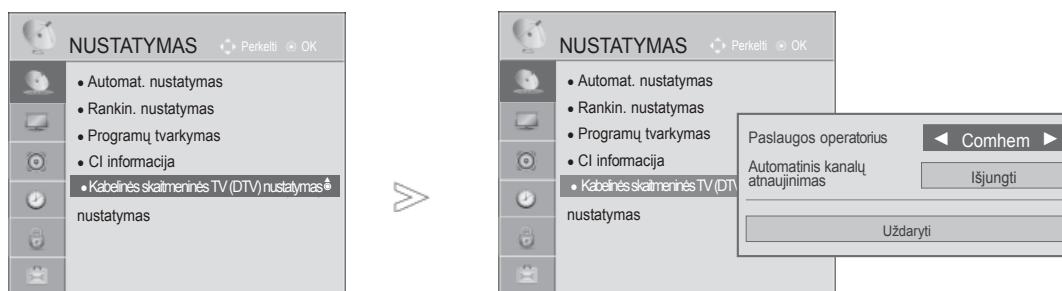 NUSTATYMAS Perkelti OK
• Automat. nustatymas
• Rankin. nustatymas
• Programų tvarkymas
• CI informacija
• Kabelinės skaitmeninės TV (DTV) nustatymas
nustatymas
>
NUSTATYMAS Perkelti OK
• Automat. nustatymas
• Rankin. nustatymas
• Programų tvarkymas
• CI informacija
• Kabelinės skaitmeninės TV (DTV
nustatymas
Paslaugos operatorius ◄ Comhem ►
Automatinis kanalų
atnaujinimas
Išjungti
Uždaryti